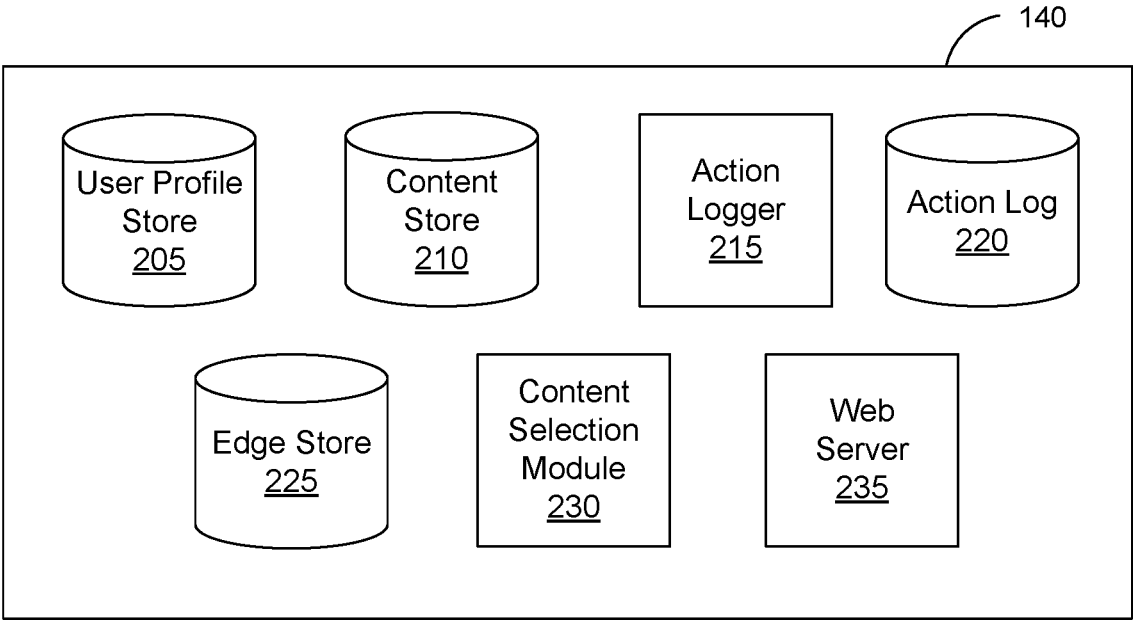 140
User Profile
Store
205
Content
Store
210
Action
Logger
215
Action Log
220
Edge Store
225
Content
Selection
Module
230
Web
Server
235